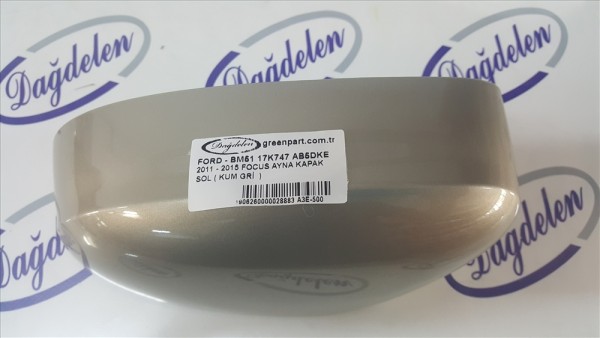 Dağdelen
Dağdelen
Dağdelen greenpart.com.tr
FORD - BM51 17K747 AB5DKE
2011 - 2015 FOCUS AYNA KAPAK
SOL ( KUM GRİ )
1908260000028883 A3E-500
Dağdelen
Dağdelen
Dağdelen